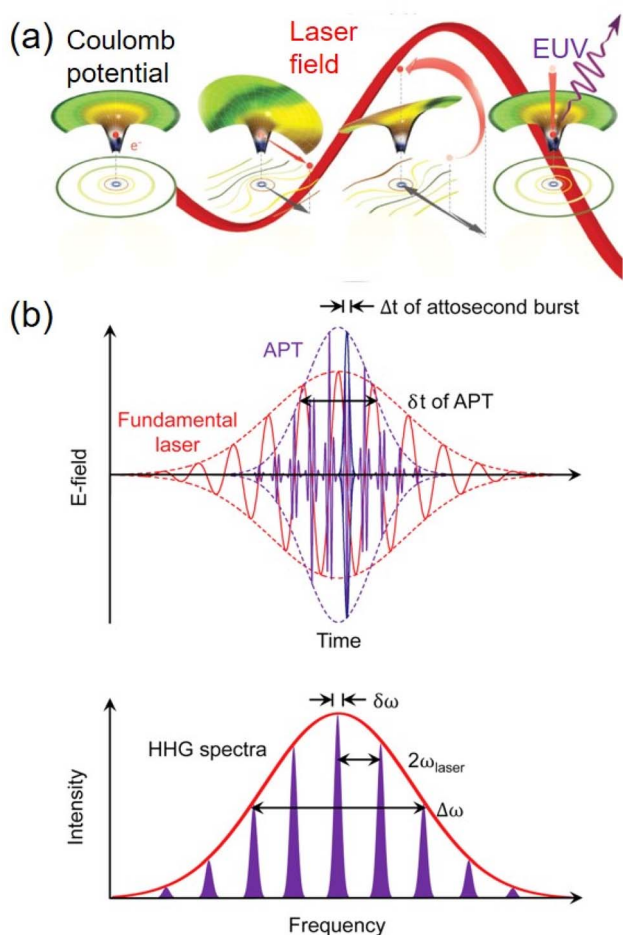 (a)
Coulomb
potential
Laser
field
EUV
e⁻
(b)
Δt of attosecond burst
APT
δt of APT
Fundamental
laser
E-field
Time
δω
HHG spectra
2ω_laser
Δω
Intensity
Frequency